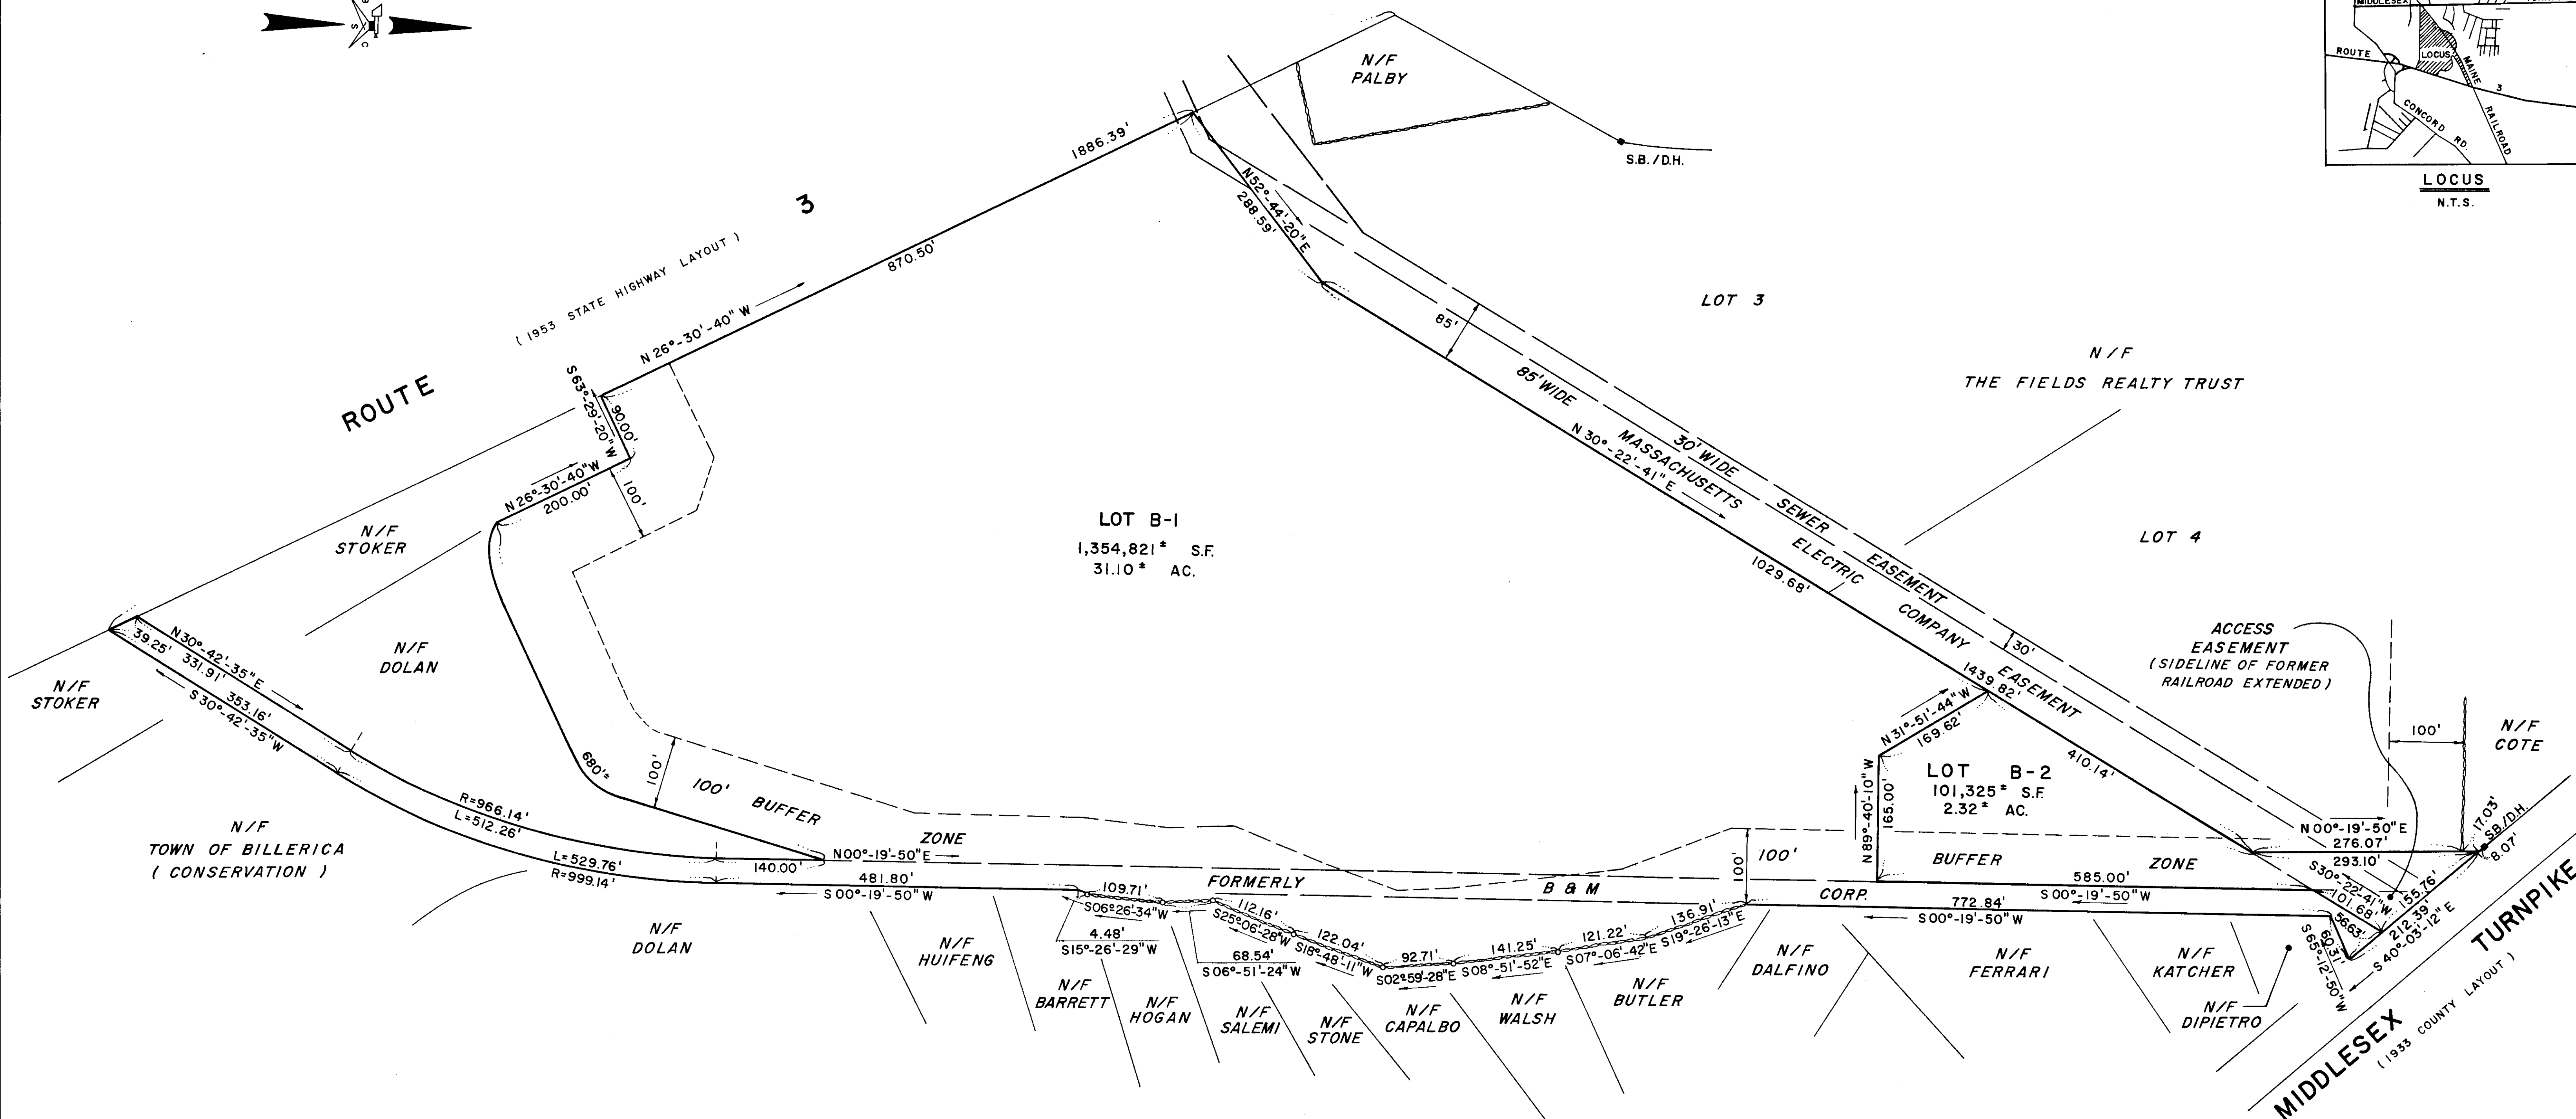 MIDDLESEX
LOCUS
ROUTE
3
MAINE
RAILROAD
CONCORD RD.
LOCUS
N.T.S.
N/F
PALBY
S.B./D.H.
1886.39'
N52°-44'-20"E
288.59'
3
( 1953 STATE HIGHWAY LAYOUT )
870.50'
N 26°-30'-40" W
ROUTE
S 63°-29'-20" W
90.00'
N 26°-30'-40" W
200.00'
100'
LOT 3
85'
85' WIDE MASSACHUSETTS ELECTRIC COMPANY EASEMENT
30' WIDE SEWER EASEMENT
N 30°-22'-41" E
1029.68'
1439.82'
30'
N/F
THE FIELDS REALTY TRUST
LOT 4
LOT B-1
1,354,821± S.F.
31.10± AC.
N/F
STOKER
N/F
DOLAN
N/F
STOKER
39.25'
N30°-42'-35"E
331.91'
353.16'
S 30°-42'-35" W
680'±
100'
100' BUFFER ZONE
R=966.14'
L=512.26'
L=529.76'
R=999.14'
140.00'
N00°-19'-50"E
481.80'
S 00°-19'-50" W
N/F
TOWN OF BILLERICA
( CONSERVATION )
ACCESS
EASEMENT
( SIDELINE OF FORMER
RAILROAD EXTENDED )
100'
N/F
COTE
N 31°-51'-44" W
169.62'
N 89°-40'-10" W
165.00'
LOT B-2
101,325± S.F.
2.32± AC.
410.14'
N 00°-19'-50" E
276.07'
293.10'
17.03'
S.B./D.H.
8.07'
S30°-22'-41"W
101.68'
155.76'
212.39'
56.63'
S 40°-03'-12" E
60.31'
S 65°-12'-50" W
100'
100' BUFFER ZONE
585.00'
S 00°-19'-50" W
FORMERLY B & M CORP.
772.84'
S 00°-19'-50" W
109.71'
S06°26'-34"W
4.48'
S15°-26'-29"W
68.54'
S 06°-51'-24" W
112.16'
S25°-06'-28"W
122.04'
S18°-48'-11"W
92.71'
S02°59'-28"E
141.25'
S08°-51'-52"E
121.22'
S07°-06'-42"E
136.91'
S19°-26'-13"E
N/F
DOLAN
N/F
HUIFENG
N/F
BARRETT
N/F
HOGAN
N/F
SALEMI
N/F
STONE
N/F
CAPALBO
N/F
WALSH
N/F
BUTLER
N/F
DALFINO
N/F
FERRARI
N/F
KATCHER
N/F
DIPIETRO
MIDDLESEX TURNPIKE
( 1933 COUNTY LAYOUT )